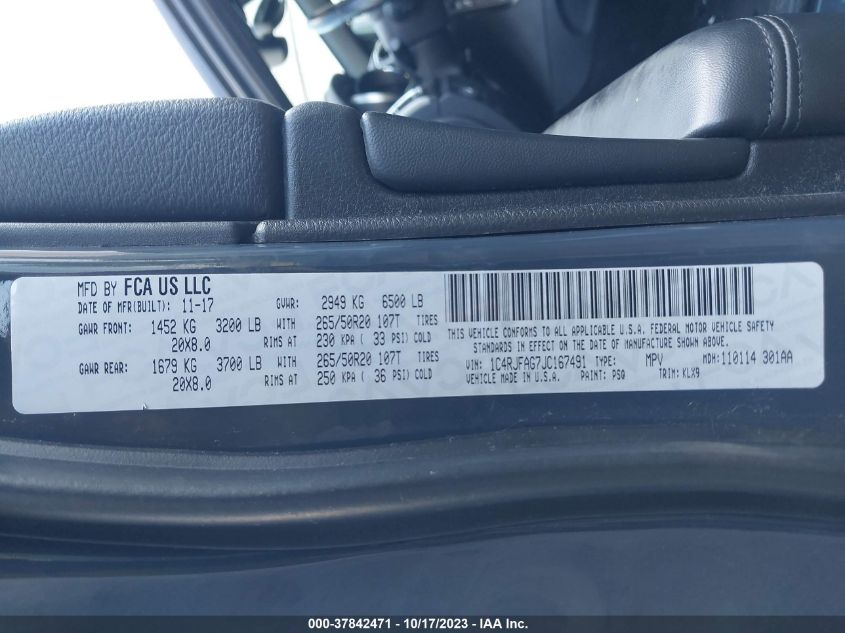 MFD BY FCA US LLC
DATE OF MFR(BUILT): 11-17 GVWR: 2949 KG 6500 LB
GAWR FRONT: 1452 KG 3200 LB WITH 265/50R20 107T TIRES
20X8.0 RIMS AT 230 KPA ( 33 PSI) COLD
GAWR REAR: 1679 KG 3700 LB WITH 265/50R20 107T TIRES
20X8.0 RIMS AT 250 KPA ( 36 PSI) COLD
THIS VEHICLE CONFORMS TO ALL APPLICABLE U.S.A. FEDERAL MOTOR VEHICLE SAFETY
STANDARDS IN EFFECT ON THE DATE OF MANUFACTURE SHOWN ABOVE.
VIN: 1C4RJFAG7JC167491 TYPE: MPV MDH: 110114 301AA
VEHICLE MADE IN U.S.A. PAINT: PSQ TRIM: KLX9
000-37842471 - 10/17/2023 - IAAI.com